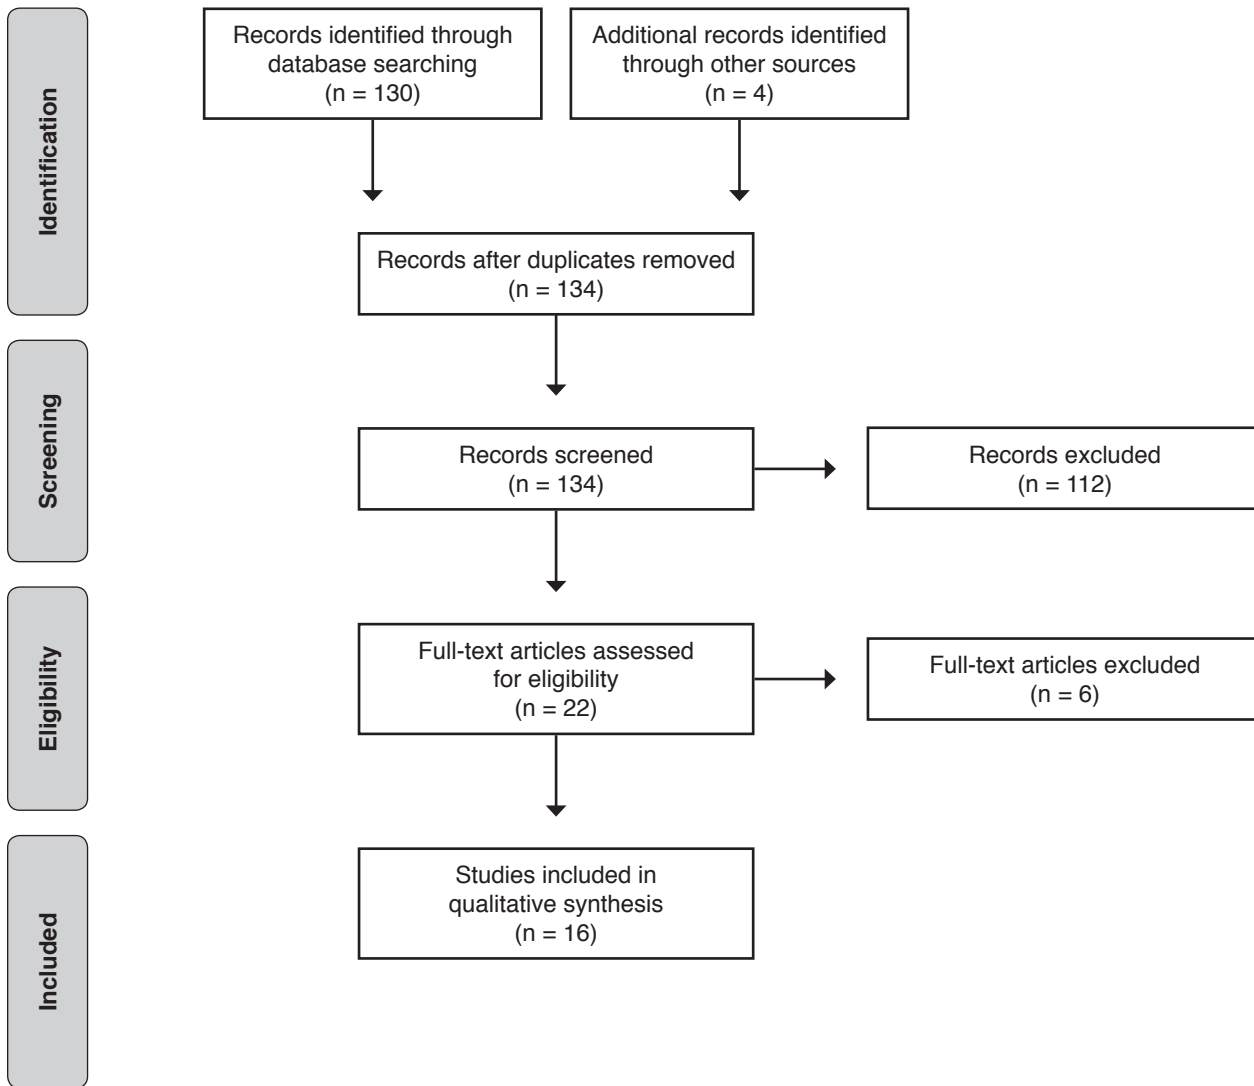 Identification
Records identified through
database searching
(n = 130)
Additional records identified
through other sources
(n = 4)
Records after duplicates removed
(n = 134)
Screening
Records screened
(n = 134)
Records excluded
(n = 112)
Eligibility
Full-text articles assessed
for eligibility
(n = 22)
Full-text articles excluded
(n = 6)
Included
Studies included in
qualitative synthesis
(n = 16)